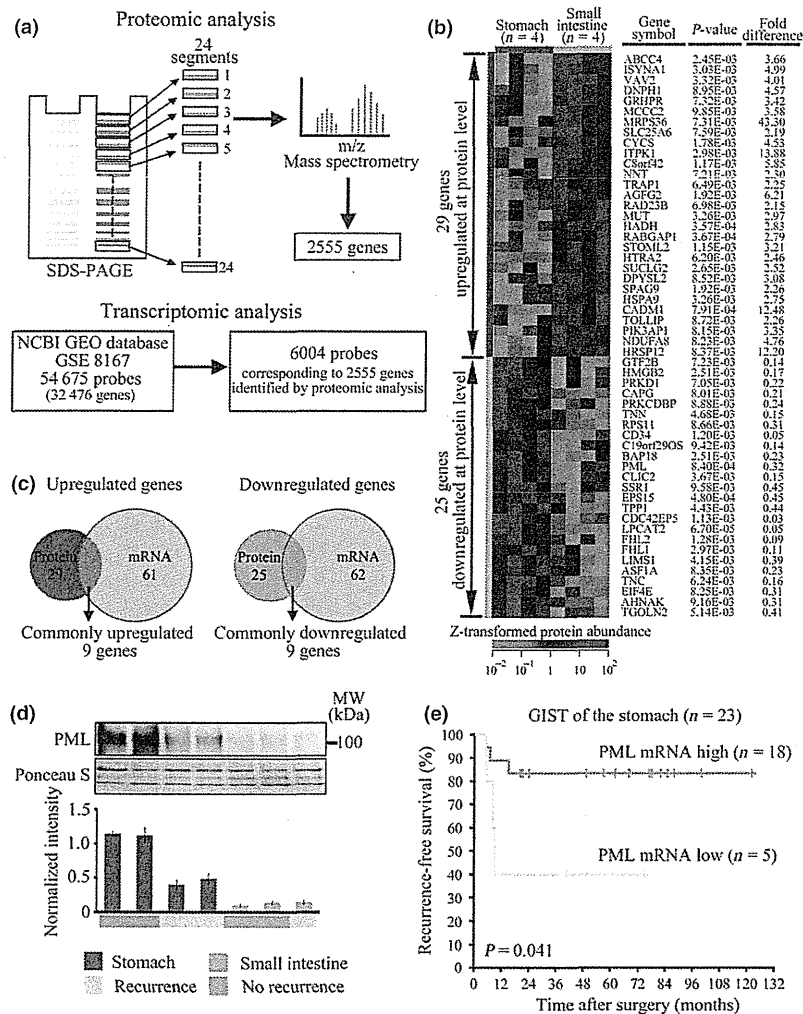 (a)
Proteomic analysis
24
segments
1
2
3
4
5
24
SDS-PAGE
m/z
Mass spectrometry
2555 genes
Transcriptomic analysis
NCBI GEO database
GSE 8167
54 675 probes
(32 476 genes)
6004 probes
corresponding to 2555 genes
identified by proteomic analysis
(b)
Stomach (n = 4)
Small intestine (n = 4)
Gene symbol P-value Fold difference
29 genes
upregulated at protein level
25 genes
downregulated at protein level
ABCC4 2.45E-03 3.66
ISYNA1 3.03E-03 4.99
VAV2 3.32E-03 4.01
DNPH1 8.95E-03 4.57
GRHPR 7.32E-03 3.42
MCCC2 9.85E-03 3.58
MRPS36 7.31E-03 43.30
SLC25A6 7.59E-03 2.19
CYCS 1.78E-03 4.53
ITPK1 2.98E-03 13.88
C8orf42 1.17E-03 5.85
NNT 7.21E-03 2.30
TRAP1 6.49E-03 2.25
AGFG2 1.92E-03 6.21
RAD23B 6.98E-03 2.15
MUT 3.26E-03 2.97
HADH 3.57E-04 2.83
RABGAP1 3.67E-04 2.79
STOML2 1.15E-03 3.21
HTRA2 6.20E-03 2.46
SUCLG2 2.65E-03 2.52
DPYSL2 8.52E-03 3.08
SPAG9 1.92E-03 2.26
HSPA9 3.26E-03 2.75
CADM1 7.91E-04 12.48
TOLLIP 8.72E-03 2.26
PIK3AP1 8.15E-03 3.35
NDUFA8 8.23E-03 4.76
HRSP12 8.37E-03 12.20
GTF2B 7.23E-03 0.14
HMGB2 2.51E-03 0.17
PRKD1 7.05E-03 0.22
CAPG 8.01E-03 0.21
PRKCDBP 8.88E-03 0.24
TNN 4.68E-03 0.15
RPS11 8.66E-03 0.31
CD34 1.20E-03 0.05
C19orf29OS 9.42E-03 0.14
BAP18 2.51E-03 0.23
PML 8.40E-04 0.32
CLIC2 3.67E-03 0.15
SSR1 9.58E-03 0.45
EPS15 4.80E-04 0.45
TPP1 4.43E-03 0.44
CDC42EP5 1.13E-03 0.03
LPCAT2 6.70E-05 0.05
FHL2 1.28E-03 0.09
FHL1 2.97E-03 0.11
LIMS1 4.15E-03 0.39
ASF1A 8.35E-03 0.23
TNC 6.24E-03 0.16
EIF4E 8.25E-03 0.31
AHNAK 9.16E-03 0.31
TGOLN2 5.14E-03 0.41
Z-transformed protein abundance
10⁻² 10⁻¹ 1 10 10²
(c)
Upregulated genes
Protein
29
mRNA
61
Commonly upregulated
9 genes
Downregulated genes
Protein
25
mRNA
62
Commonly downregulated
9 genes
(d)
MW
(kDa)
PML
100
Ponceau S
Normalized intensity
1.5
1.0
0.5
0
Stomach
Small intestine
Recurrence
No recurrence
(e)
GIST of the stomach (n = 23)
PML mRNA high (n = 18)
PML mRNA low (n = 5)
P = 0.041
Recurrence-free survival (%)
100
90
80
70
60
50
40
30
20
10
0
0 12 24 36 48 60 72 84 96 108 120 132
Time after surgery (months)